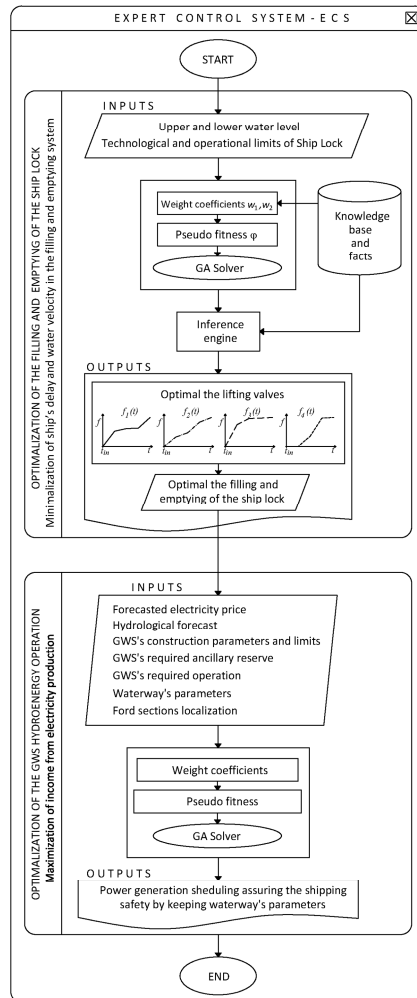 EXPERT CONTROL SYSTEM-ECS
START
OPTIMALIZATION OF THE FILLING AND EMPTYING OF THE SHIP LOCK
Minimalization of ship's delay and water velocity in the filling and emptying system
INPUTS
Upper and lower water level
Technological and operational limits of Ship Lock
Weight coefficients w₁,w₂
Pseudo fitness φ
GA Solver
Knowledge
base
and
facts
Inference
engine
OUTPUTS
Optimal the lifting valves
f f₁(t) t_in t
f f₂(t) t_in t
f f₃(t) t_in t
f f₄(t) t_in t
Optimal the filling and
emptying of the ship lock
OPTIMALIZATION OF THE GWS HYDROENERGY OPERATION
Maximization of income from electricity production
INPUTS
Forecasted electricity price
Hydrological forecast
GWS's construction parameters and limits
GWS's required ancillary reserve
GWS's required operation
Waterway's parameters
Ford sections localization
Weight coefficients
Pseudo fitness
GA Solver
OUTPUTS
Power generation sheduling assuring the shipping
safety by keeping waterway's parameters
END